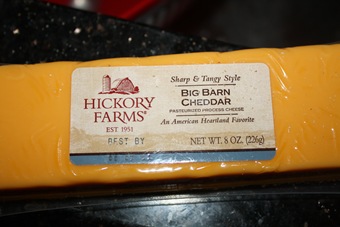 HICKORY
FARMS®
EST 1951
BEST BY
Sharp & Tangy Style
BIG BARN
CHEDDAR
PASTEURIZED PROCESS CHEESE
An American Heartland Favorite
NET WT. 8 OZ. (226g)